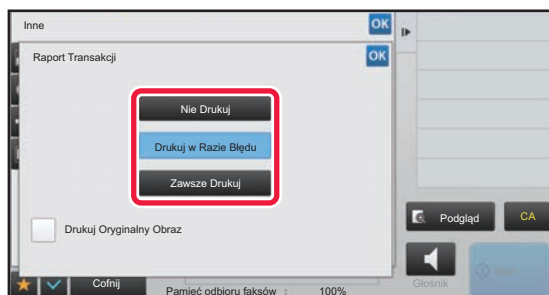 Inne
OK
Raport Transakcji
OK
Nie Drukuj
Drukuj w Razie Błędu
Zawsze Drukuj
Drukuj Oryginalny Obraz
Podgląd
CA
Cofnij
Pamięć odbioru faksów : 100%
Głośnik
Start